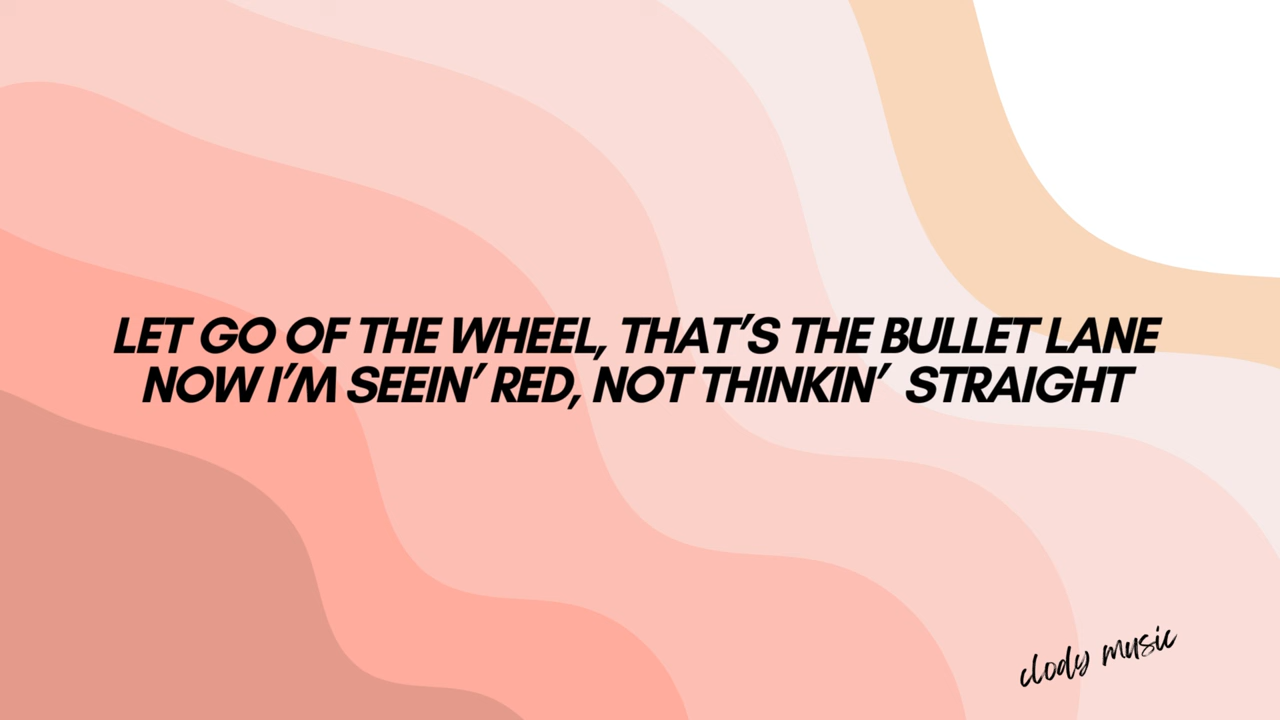 LET GO OF THE WHEEL, THAT'S THE BULLET LANE
NOW I'M SEEIN' RED, NOT THINKIN' STRAIGHT
clody music